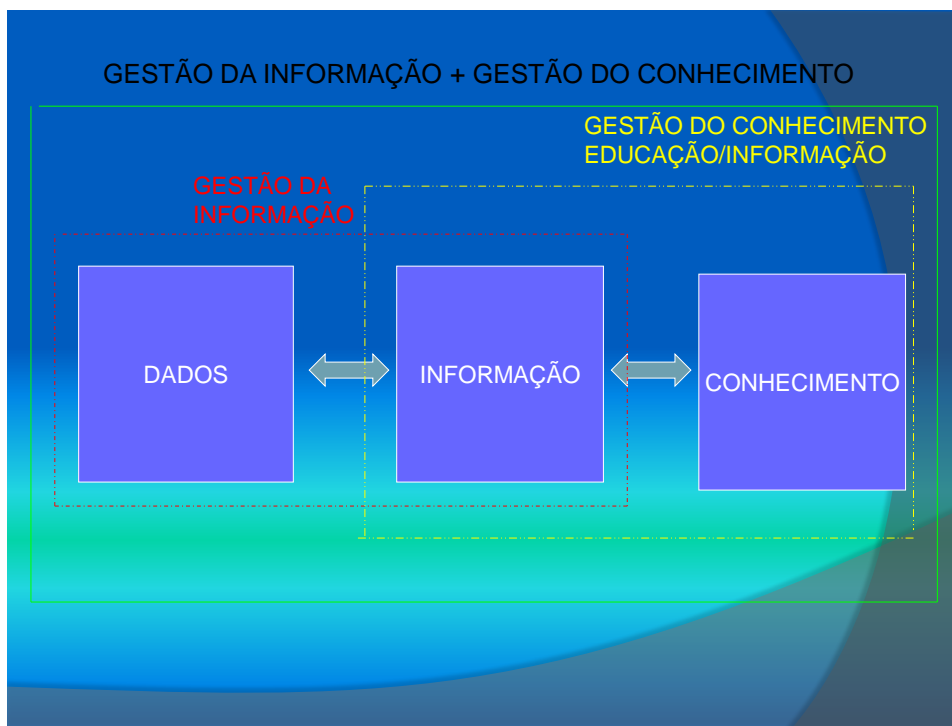 GESTÃO DA INFORMAÇÃO + GESTÃO DO CONHECIMENTO
GESTÃO DO CONHECIMENTO
EDUCAÇÃO/INFORMAÇÃO
GESTÃO DA
INFORMAÇÃO
DADOS
INFORMAÇÃO
CONHECIMENTO